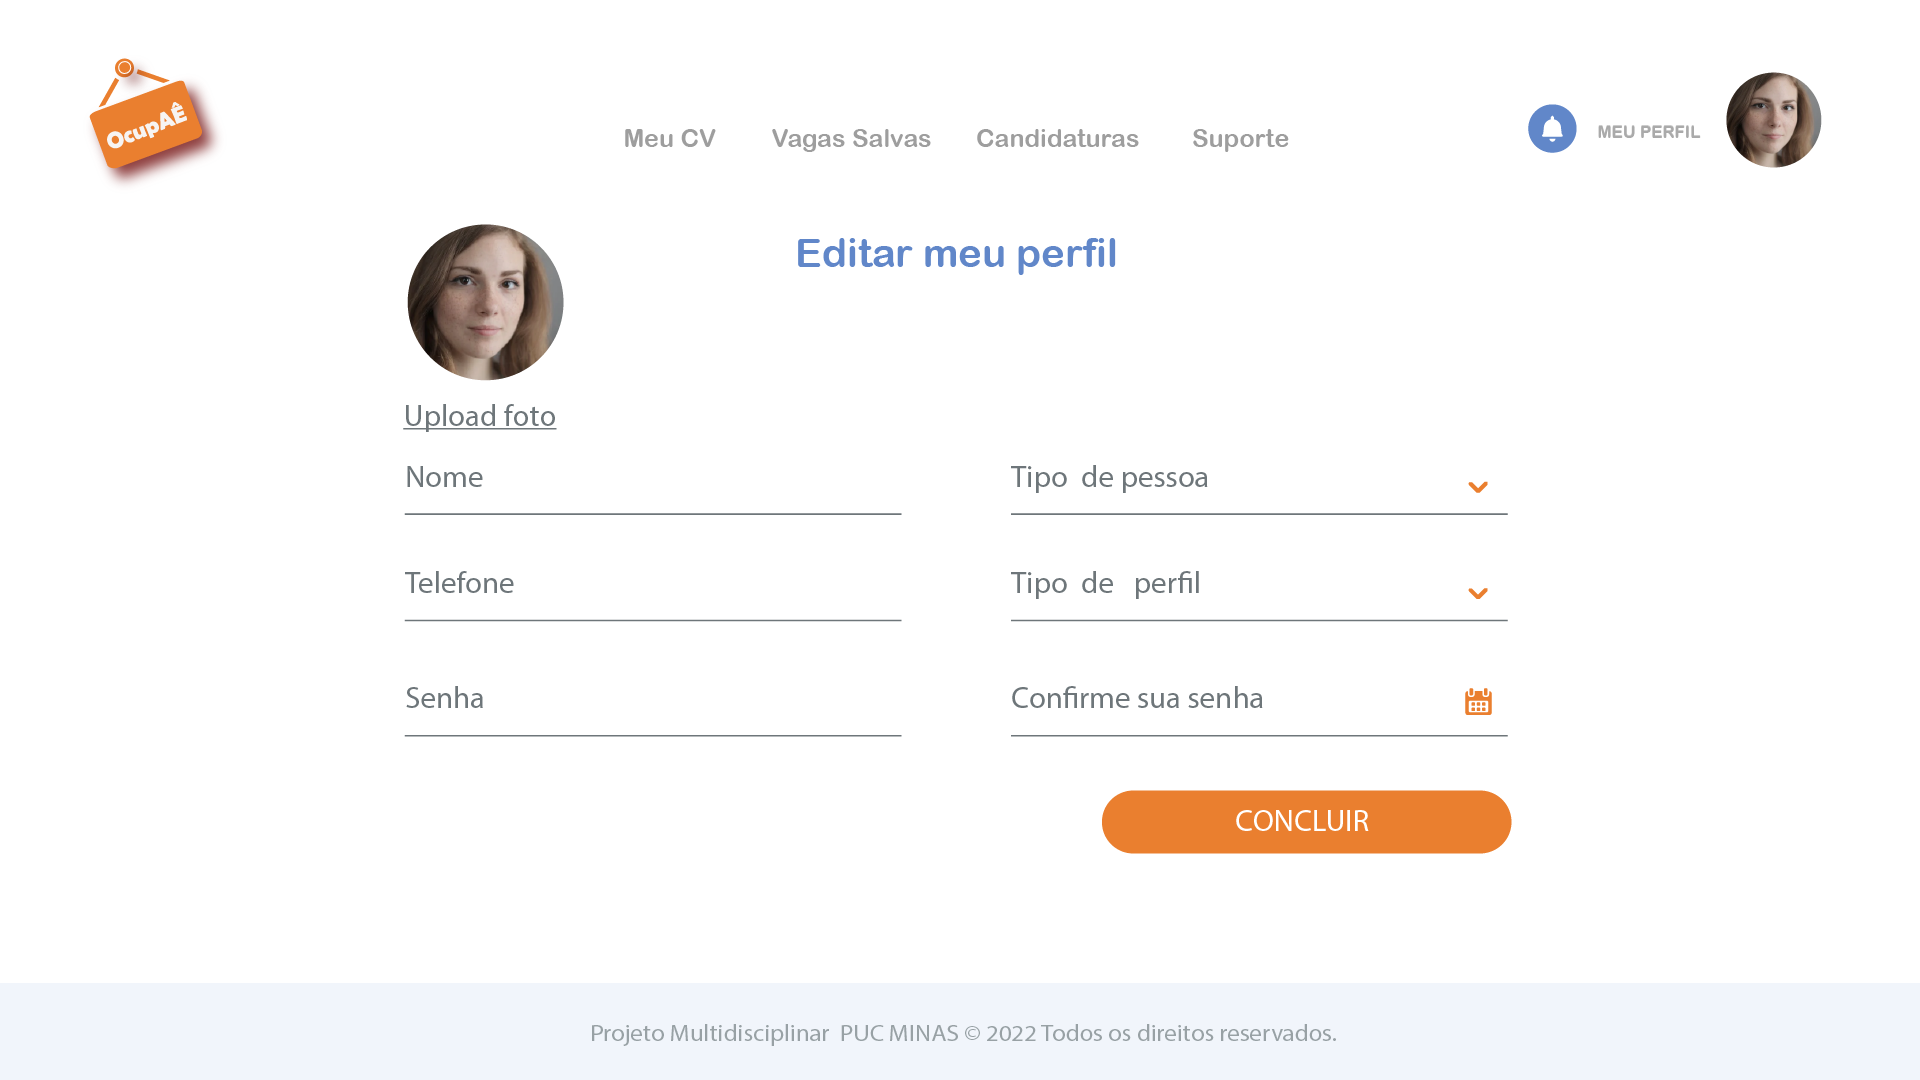 OcupAÊ
Meu CV Vagas Salvas Candidaturas Suporte
MEU PERFIL
Editar meu perfil
Upload foto
Nome
Tipo de pessoa
Telefone
Tipo de perfil
Senha
Confirme sua senha
CONCLUIR
Projeto Multidisciplinar PUC MINAS © 2022 Todos os direitos reservados.